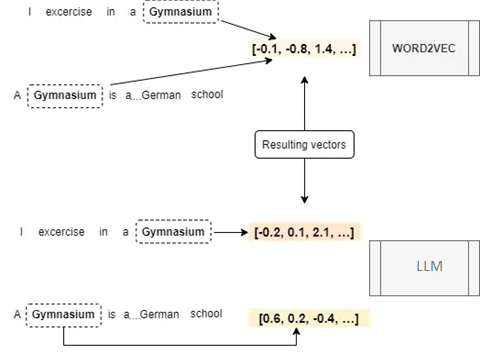 I excercise in a Gymnasium
[-0.1, -0.8, 1.4, ...]
WORD2VEC
A Gymnasium is a...German school
Resulting vectors
I excercise in a Gymnasium
[-0.2, 0.1, 2.1, ...]
LLM
A Gymnasium is a...German school
[0.6, 0.2, -0.4, ...]